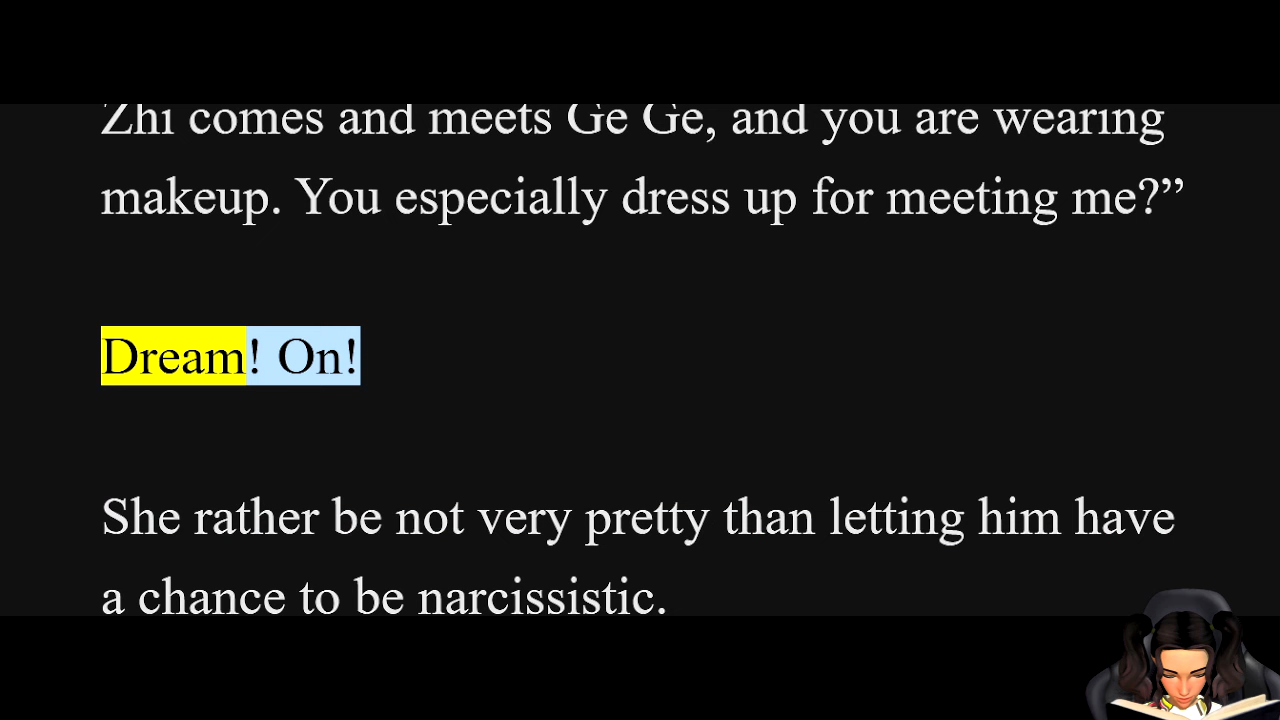 Zhi comes and meets Ge Ge, and you are wearing
makeup. You especially dress up for meeting me?”
Dream! On!
She rather be not very pretty than letting him have
a chance to be narcissistic.